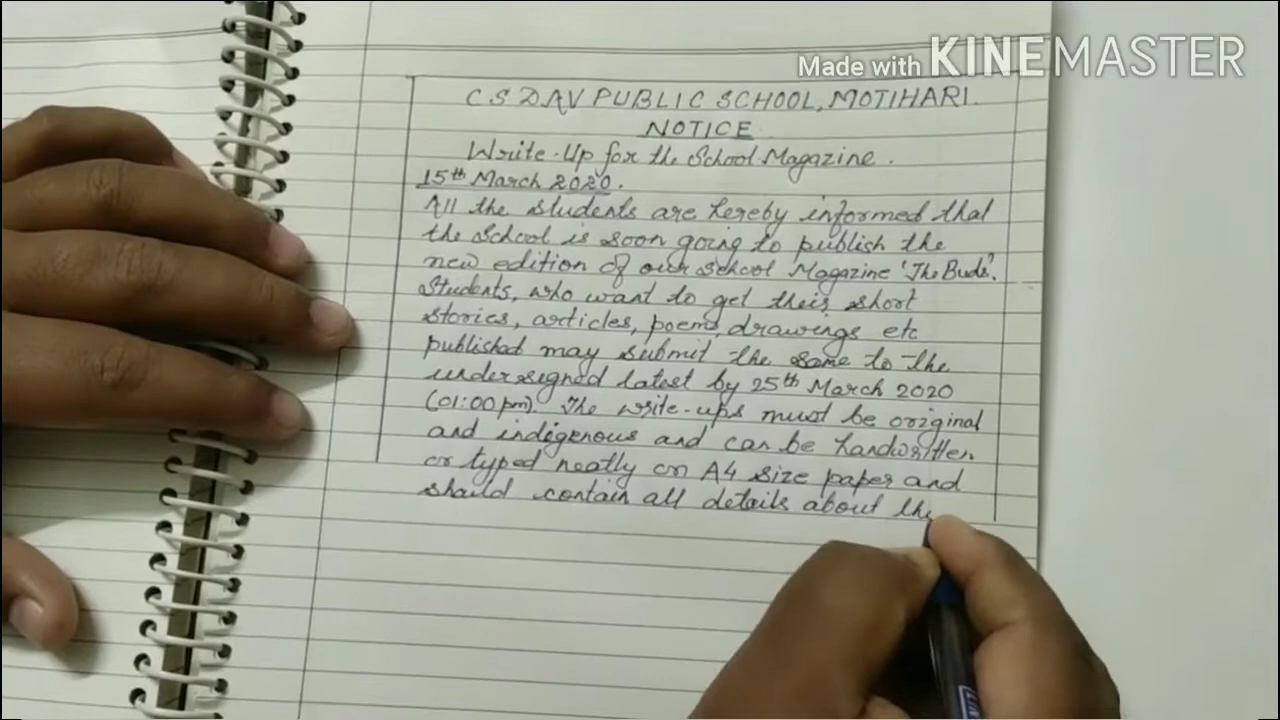 Made with KINEMASTER
C S DAV PUBLIC SCHOOL, MOTIHARI.
NOTICE
Write-Up for the School Magazine.
15th March 2020.
All the students are hereby informed that
the School is soon going to publish the
new edition of our School Magazine 'The Buds'.
Students, who want to get their short
stories, articles, poems, drawings etc
published may submit the same to the
undersigned latest by 25th March 2020
(01:00pm). The write-ups must be original
and indigenous and can be handwritten
or typed neatly on A4 size paper and
should contain all details about the